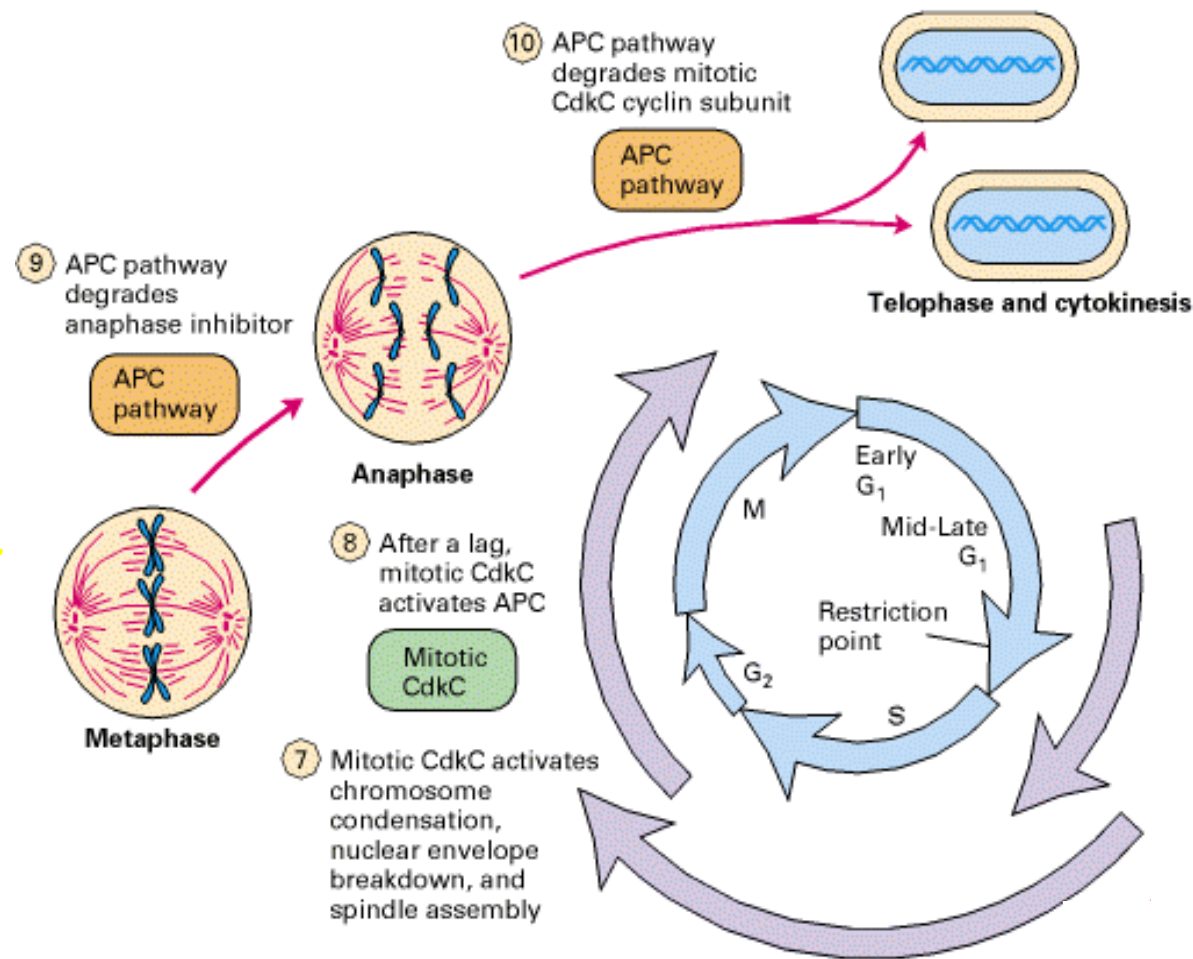 10 APC pathway
degrades mitotic
CdkC cyclin subunit
APC
pathway
Telophase and cytokinesis
9 APC pathway
degrades
anaphase inhibitor
APC
pathway
Anaphase
Metaphase
8 After a lag,
mitotic CdkC
activates APC
Mitotic
CdkC
7 Mitotic CdkC activates
chromosome
condensation,
nuclear envelope
breakdown, and
spindle assembly
M
Early
G₁
Mid-Late
G₁
Restriction
point
G₂
S